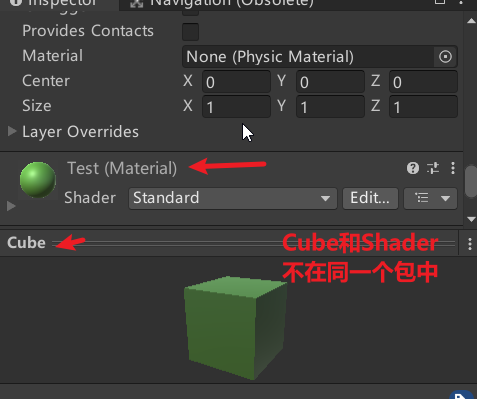 Inspector Navigation (Obsolete)
Provides Contacts
Material None (Physic Material)
Center X 0 Y 0 Z 0
Size X 1 Y 1 Z 1
Layer Overrides
Test (Material)
Shader Standard Edit...
Cube
Cube和Shader
不在同一个包中